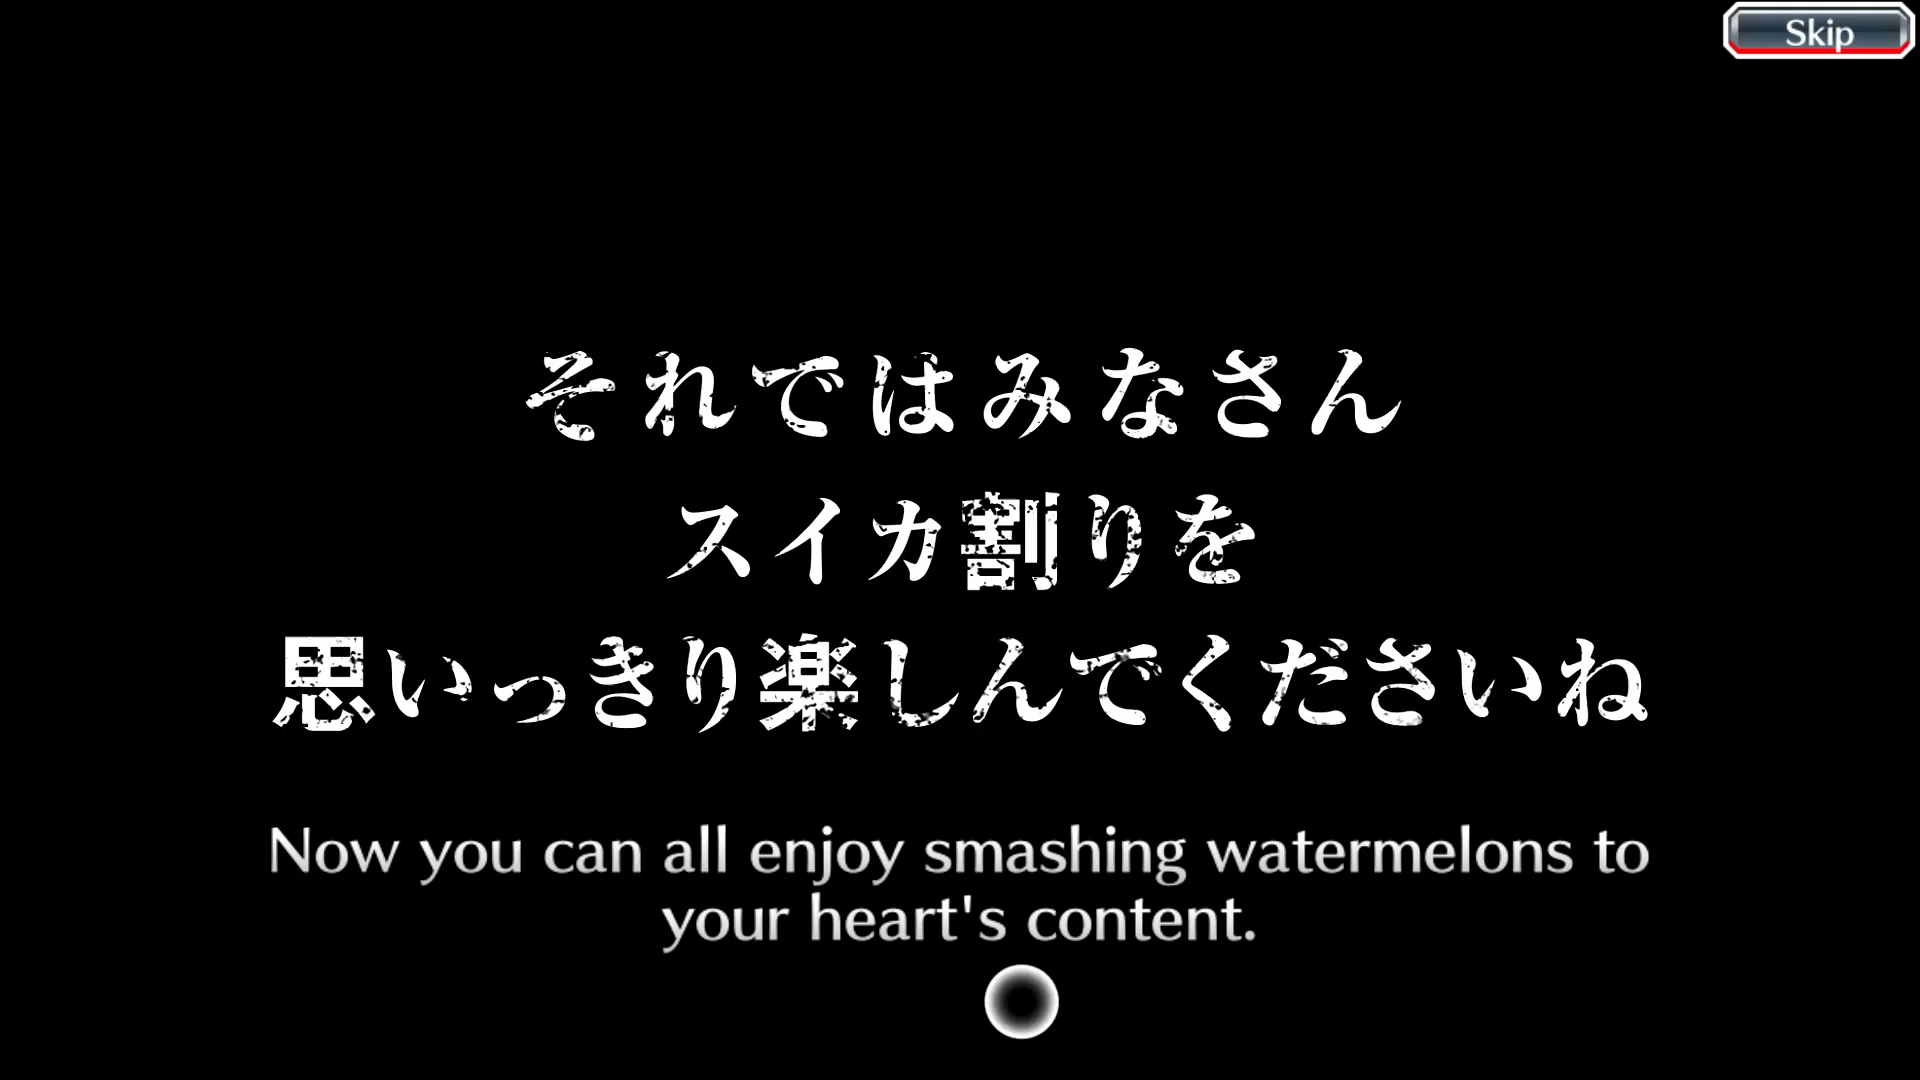 Skip
それではみなさん
スイカ割りを
思いっきり楽しんでくださいね
Now you can all enjoy smashing watermelons to
your heart's content.